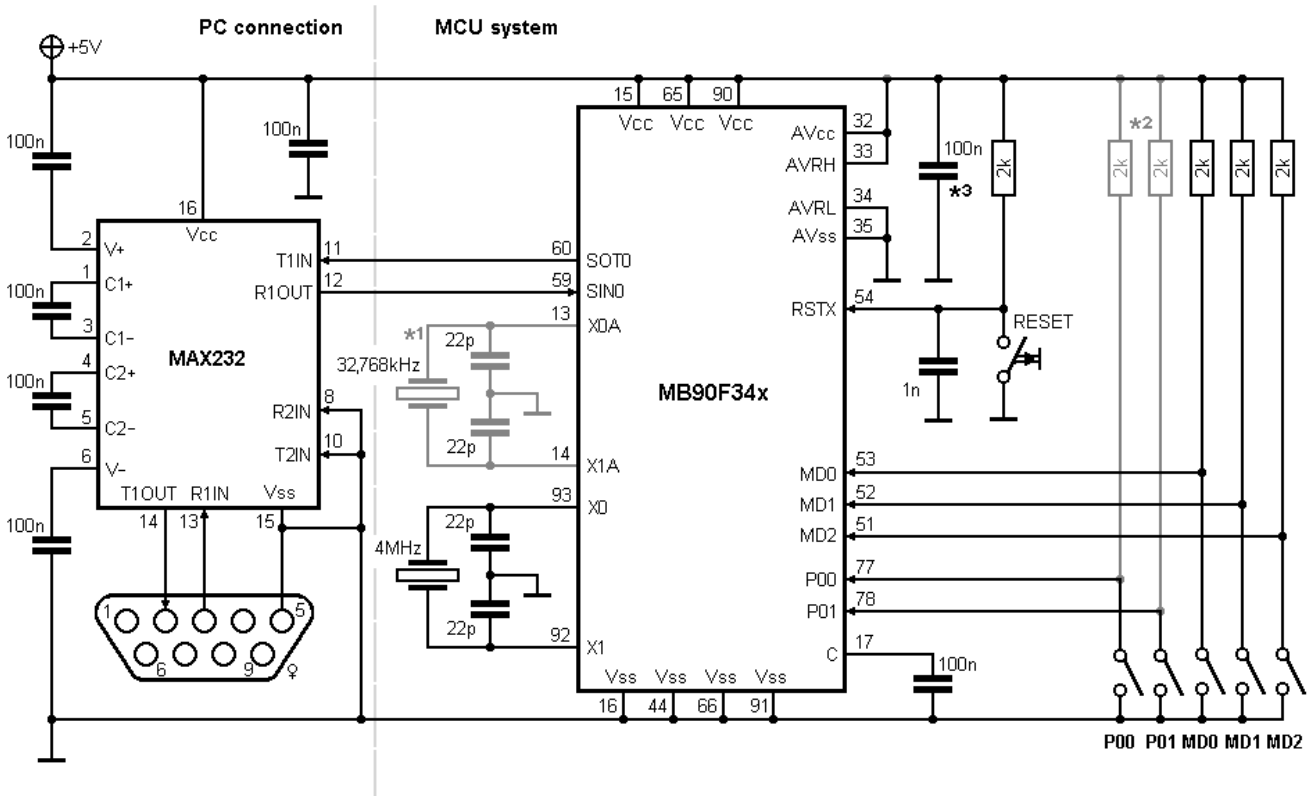 PC connection
MCU system
+5V
100n
100n
15
65
90
Vcc
Vcc
Vcc
AVcc
32
AVRH
33
100n
*3
2k
*2
2k
2k
2k
2k
2k
AVRL
34
AVss
35
16
Vcc
2
V+
T1IN
11
60
SOT0
1
C1+
R1OUT
12
59
SIN0
100n
3
C1-
MAX232
13
X0A
*1
22p
32,768kHz
22p
14
X1A
RSTX
54
RESET
1n
MB90F34x
4
C2+
100n
5
C2-
8
R2IN
10
T2IN
6
V-
T1OUT
R1IN
Vss
14
13
15
100n
93
X0
22p
4MHz
22p
92
X1
MD0
53
MD1
52
MD2
51
P00
77
P01
78
C
17
100n
1
5
6
9
♀
Vss
Vss
Vss
Vss
16
44
66
91
P00
P01
MD0
MD1
MD2